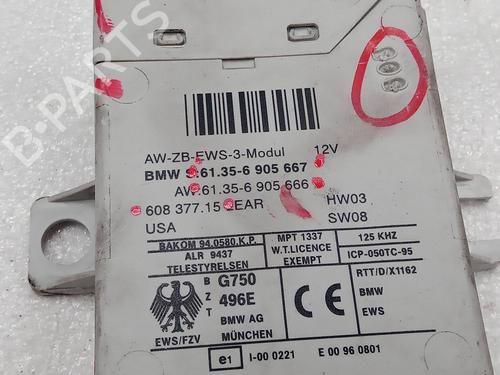 B-PARTS
AW-ZB-EWS-3-Modul 12V
BMW S:61.35-6 905 667
AW:61.35-6 905 666
608 377.15 LEAR HW03
USA SW08
BAKOM 94.0580.K.P. MPT 1337 125 KHZ
ALR 9437 W.T.LICENCE ICP-050TC-95
TELESTYRELSEN EXEMPT
B G750 RTT/D/X1162
Z 496E BMW
T BMW AG EWS
EWS/FZV MÜNCHEN
e1 I-00 0221 E 00 96 0801
CE